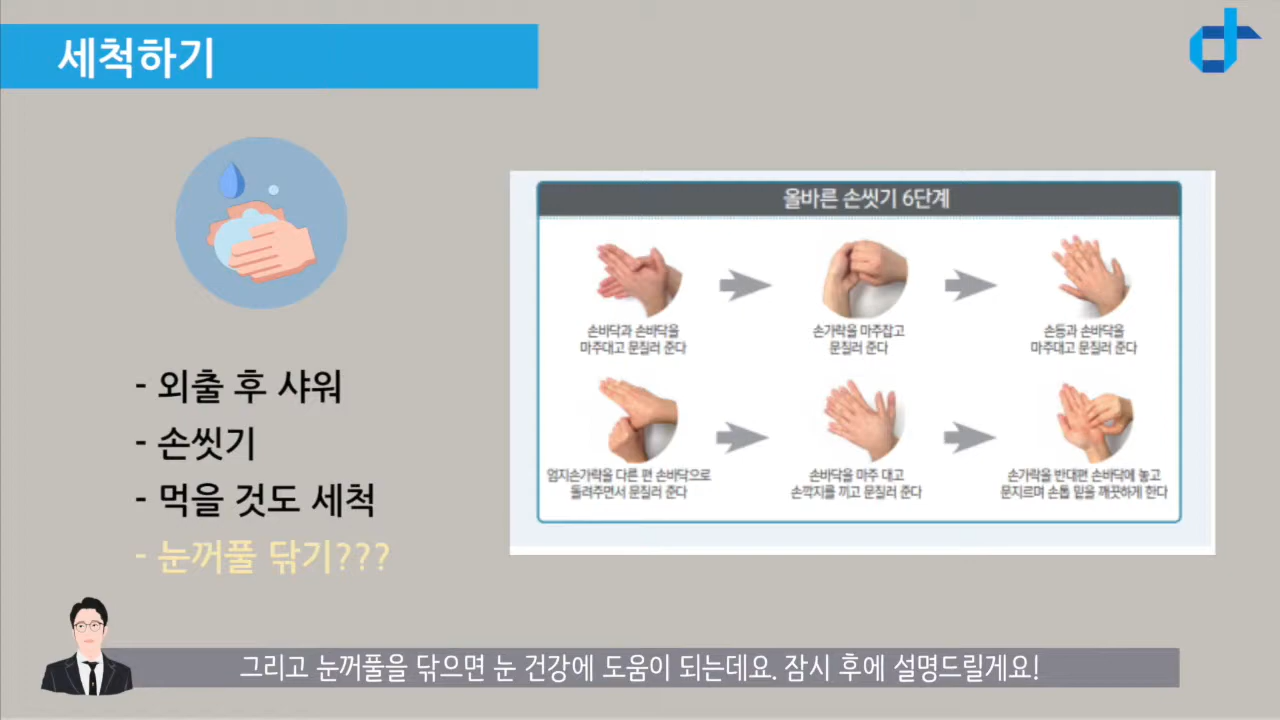 세척하기
- 외출 후 샤워
- 손씻기
- 먹을 것도 세척
- 눈꺼풀 닦기???
올바른 손씻기 6단계
손바닥과 손바닥을
마주대고 문질러 준다
손가락을 마주잡고
문질러 준다
손등과 손바닥을
마주대고 문질러 준다
엄지손가락을 다른 편 손바닥으로
돌려주면서 문질러 준다
손바닥을 마주 대고
손깍지를 끼고 문질러 준다
손가락을 반대편 손바닥에 놓고
문지르며 손톱 밑을 깨끗하게 한다
그리고 눈꺼풀을 닦으면 눈 건강에 도움이 되는데요. 잠시 후에 설명드릴게요!